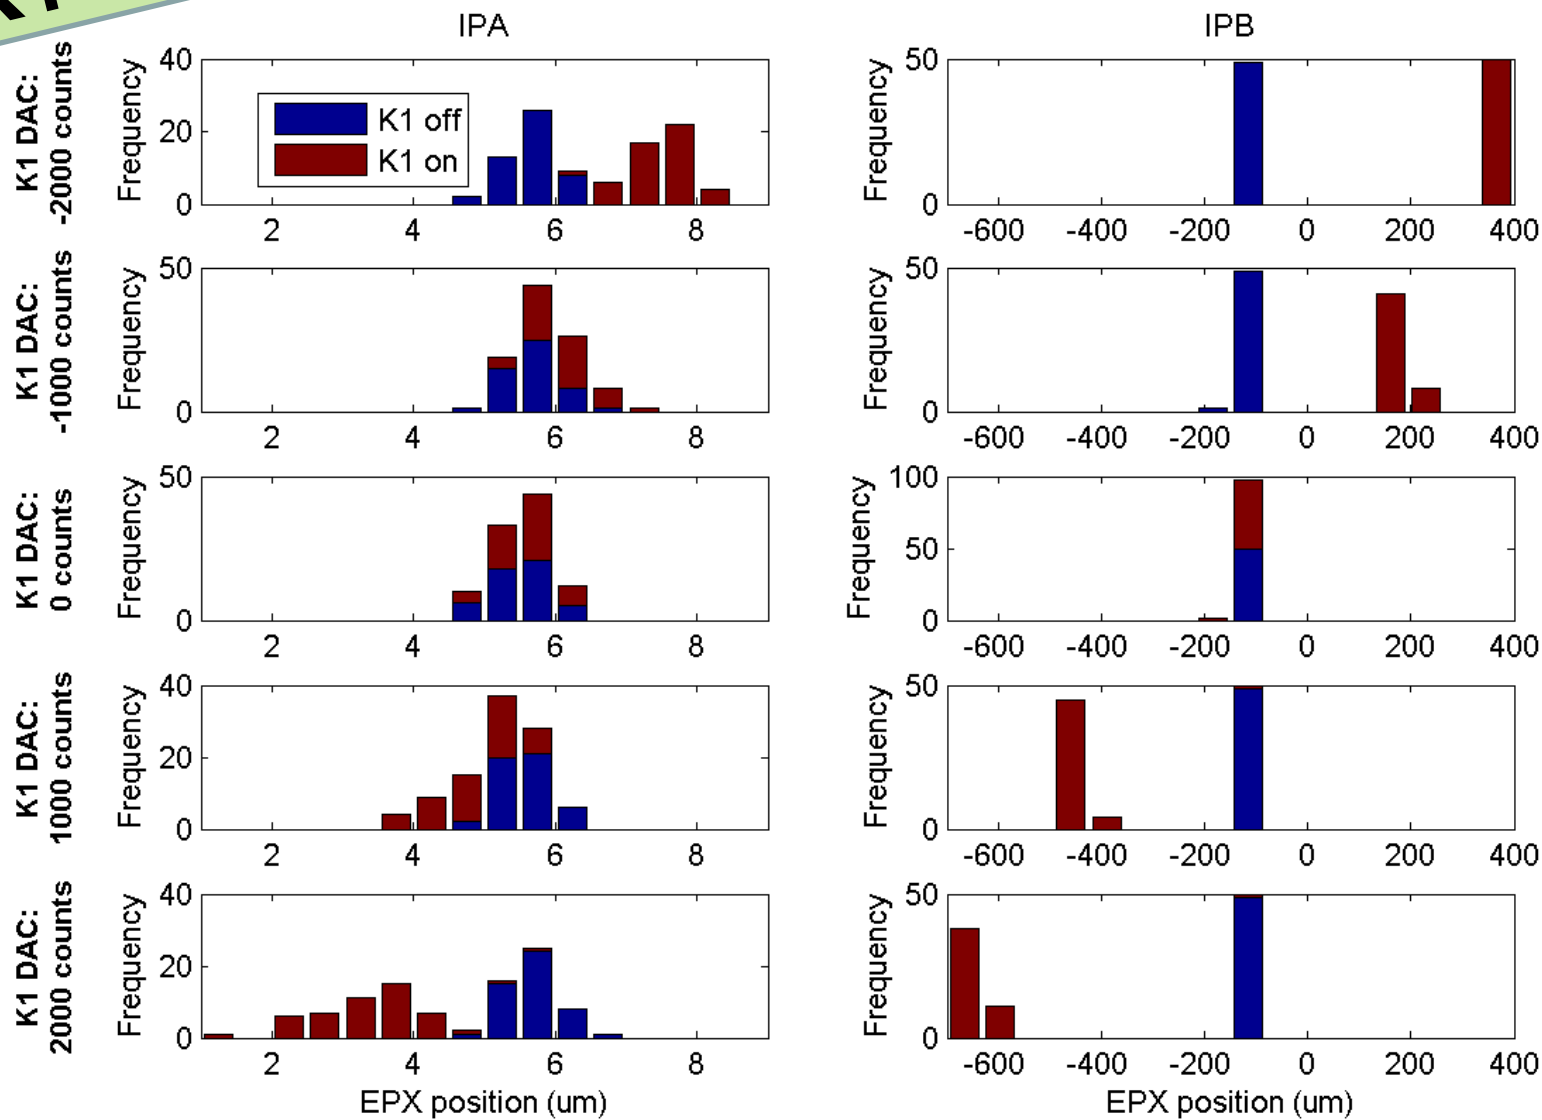 IPA
IPB
K1 DAC:
-2000 counts
Frequency
40
20
0
K1 off
K1 on
2 4 6 8
Frequency
50
0
-600 -400 -200 0 200 400
K1 DAC:
-1000 counts
Frequency
50
0
2 4 6 8
Frequency
50
0
-600 -400 -200 0 200 400
K1 DAC:
0 counts
Frequency
50
0
2 4 6 8
Frequency
100
50
0
-600 -400 -200 0 200 400
K1 DAC:
1000 counts
Frequency
40
20
0
2 4 6 8
Frequency
50
0
-600 -400 -200 0 200 400
K1 DAC:
2000 counts
Frequency
40
20
0
2 4 6 8
EPX position (um)
Frequency
50
0
-600 -400 -200 0 200 400
EPX position (um)